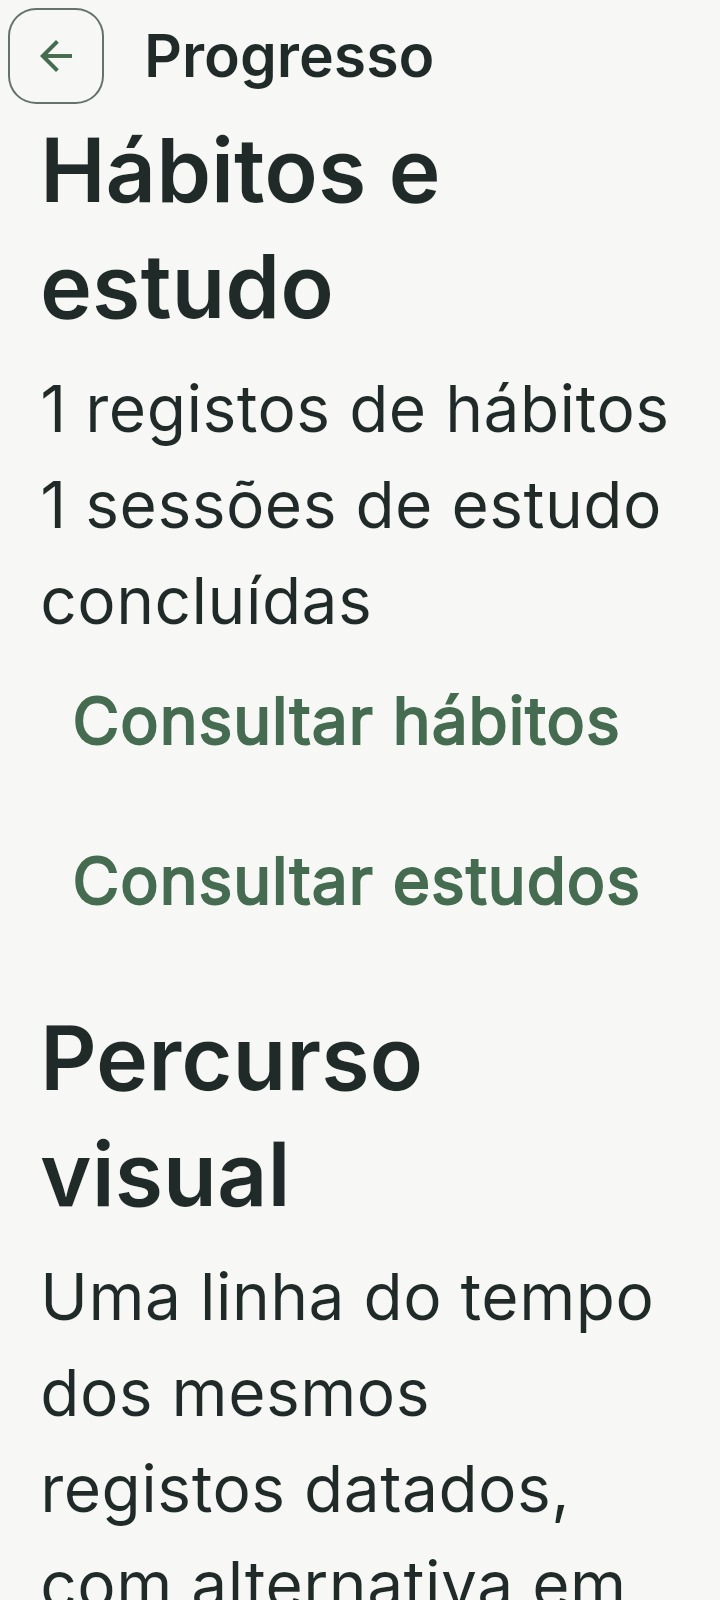 Progresso
Hábitos e
estudo
1 registos de hábitos
1 sessões de estudo
concluídas
Consultar hábitos
Consultar estudos
Percurso
visual
Uma linha do tempo
dos mesmos
registos datados,
com alternativa em